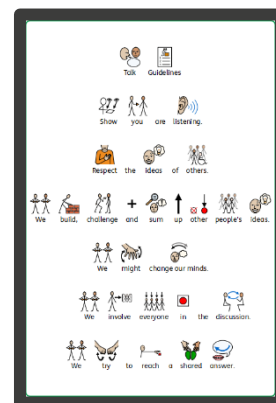 Talk Guidelines
Show you are listening.
Respect the Ideas of others.
We build, challenge and sum up other people's Ideas.
We might change our minds.
We involve everyone in the discussion.
We try to reach a shared answer.